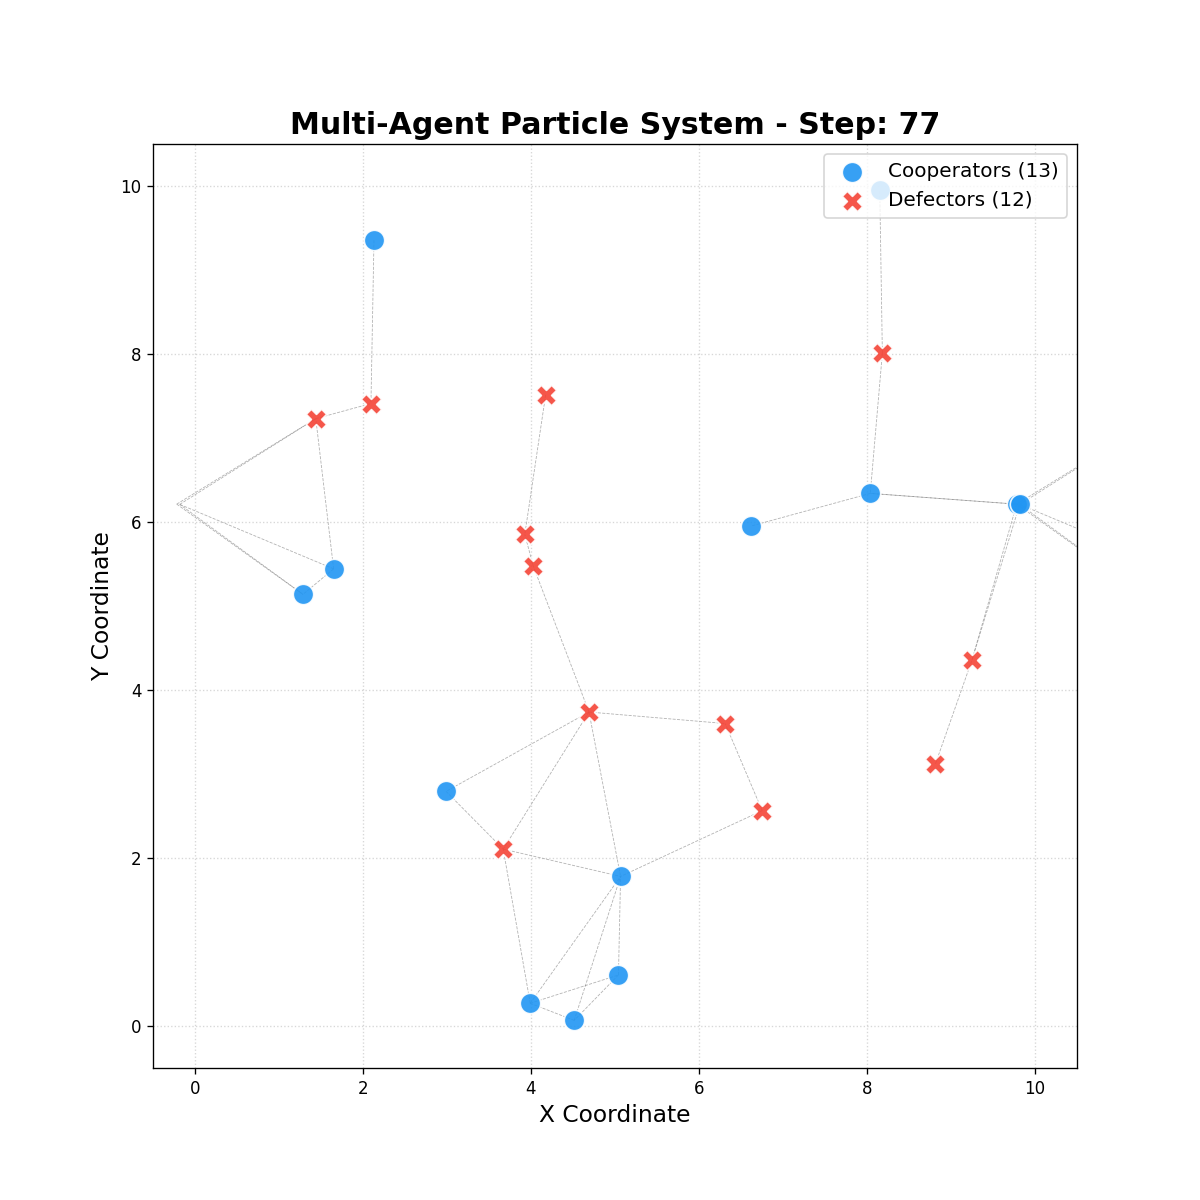 Multi-Agent Particle System - Step: 77
Cooperators (13)
Defectors (12)
Y Coordinate
10
8
6
4
2
0
0 2 4 6 8 10
X Coordinate